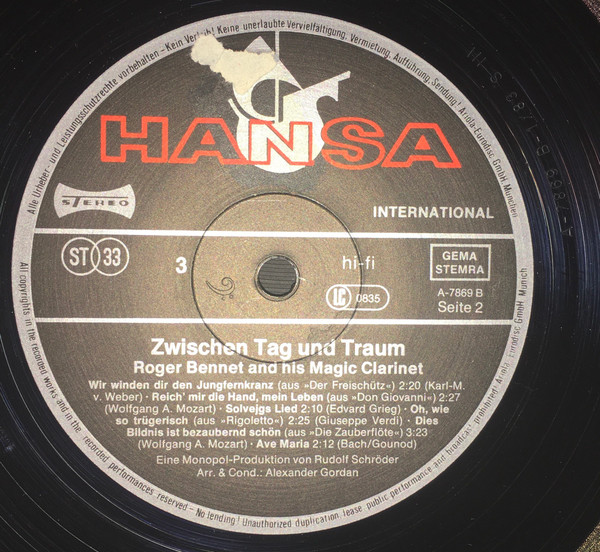 Alle Urheber- und Leistungsschutzrechte vorbehalten – Kein Verleih! Keine unerlaubte Vervielfältigung, Vermietung, Aufführung, Sendung! Ariola-Eurodisc GmbH München
HANSA
STEREO
INTERNATIONAL
ST 33
3
hi-fi
GEMA
STEMRA
LC 0835
A-7869 B
Seite 2
Zwischen Tag und Traum
Roger Bennet and his Magic Clarinet
Wir winden dir den Jungfernkranz (aus »Der Freischütz«) 2:20 (Karl-M.
v. Weber) · Reich' mir die Hand, mein Leben (aus »Don Giovanni«) 2:27
(Wolfgang A. Mozart) · Solvejgs Lied 2:10 (Edvard Grieg) · Oh, wie
so trügerisch (aus »Rigoletto«) 2:25 (Giuseppe Verdi) · Dies
Bildnis ist bezaubernd schön (aus »Die Zauberflöte«) 3:23
(Wolfgang A. Mozart) · Ave Maria 2:12 (Bach/Gounod)
Eine Monopol-Produktion von Rudolf Schröder
Arr. & Cond.: Alexander Gordan
All copyrights in the recorded works and in the recorded performances reserved – No lending! Unauthorized duplication lease public performance and broadcast prohibited! Ariola-Eurodisc GmbH. Munich